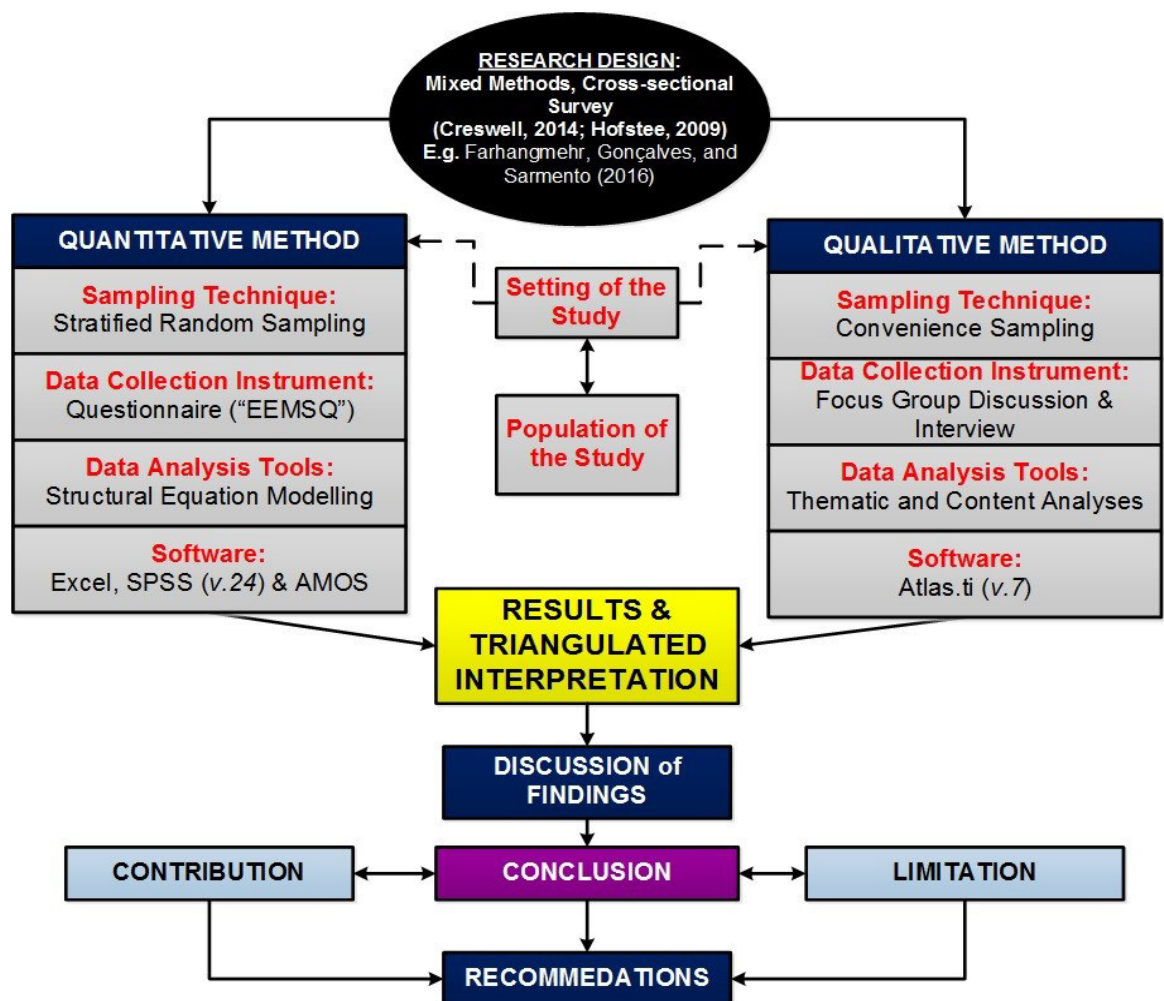 RESEARCH DESIGN:
Mixed Methods, Cross-sectional
Survey
(Creswell, 2014; Hofstee, 2009)
E.g. Farhangmehr, Gonçalves, and
Sarmento (2016)
QUANTITATIVE METHOD
Sampling Technique:
Stratified Random Sampling
Data Collection Instrument:
Questionnaire (“EEMSQ”)
Data Analysis Tools:
Structural Equation Modelling
Software:
Excel, SPSS (v.24) & AMOS
Setting of the
Study
Population of
the Study
QUALITATIVE METHOD
Sampling Technique:
Convenience Sampling
Data Collection Instrument:
Focus Group Discussion &
Interview
Data Analysis Tools:
Thematic and Content Analyses
Software:
Atlas.ti (v.7)
RESULTS &
TRIANGULATED
INTERPRETATION
DISCUSSION of
FINDINGS
CONTRIBUTION
CONCLUSION
LIMITATION
RECOMMEDATIONS